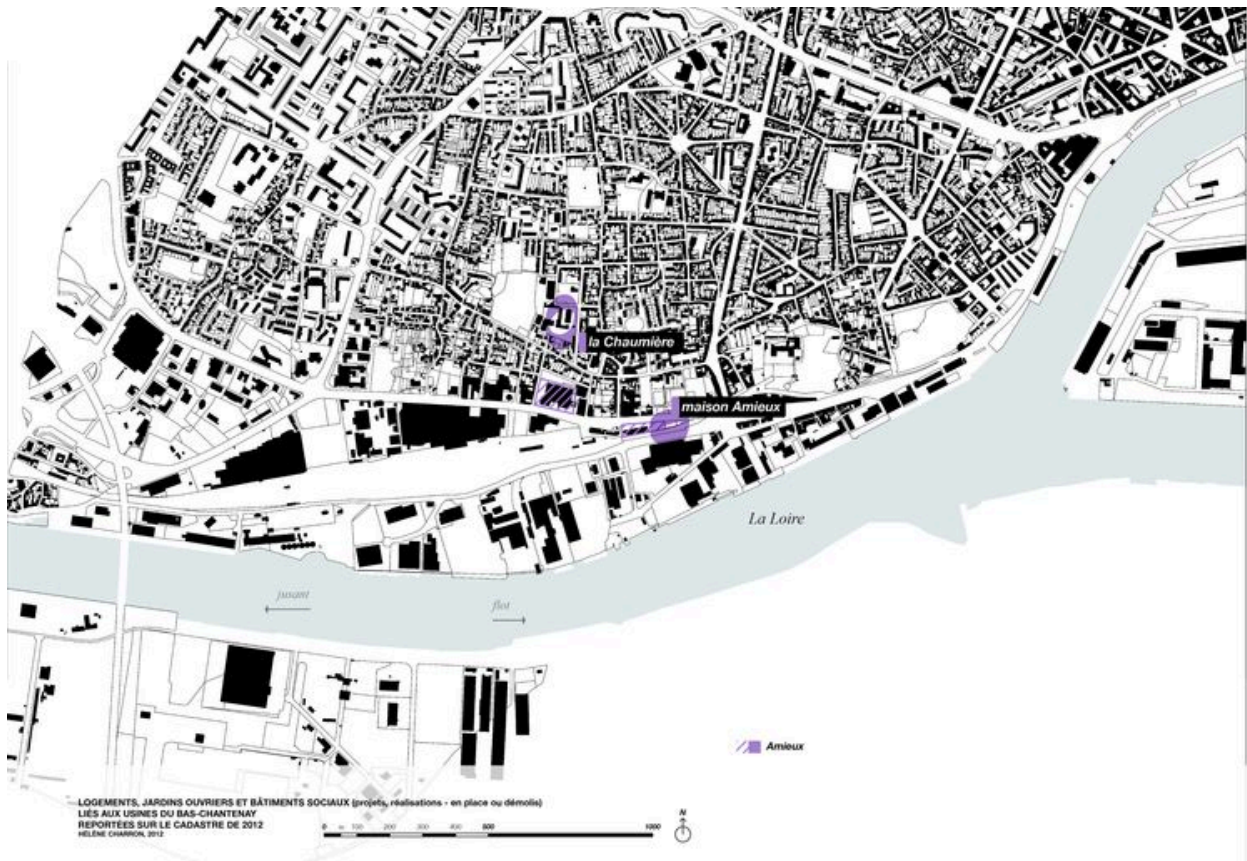 la Chaumière
maison Amieux
La Loire
jusant
flot
Amieux
LOGEMENTS, JARDINS OUVRIERS ET BÂTIMENTS SOCIAUX (projets, réalisations - en place ou démolis)
LIÉS AUX USINES DU BAS-CHANTENAY
REPORTÉES SUR LE CADASTRE DE 2012
HÉLÈNE CHARRON, 2012
0 50 100 200 300 400 500 1000
N